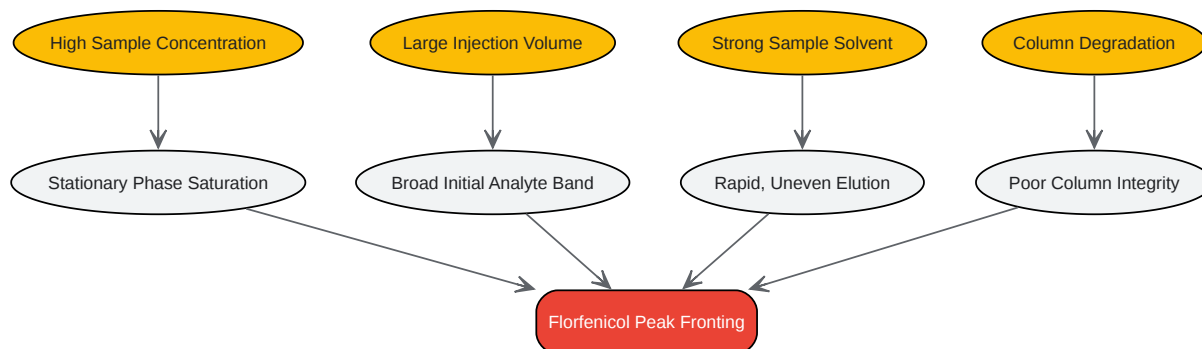 High Sample Concentration
Large Injection Volume
Strong Sample Solvent
Column Degradation
Stationary Phase Saturation
Broad Initial Analyte Band
Rapid, Uneven Elution
Poor Column Integrity
Florfenicol Peak Fronting